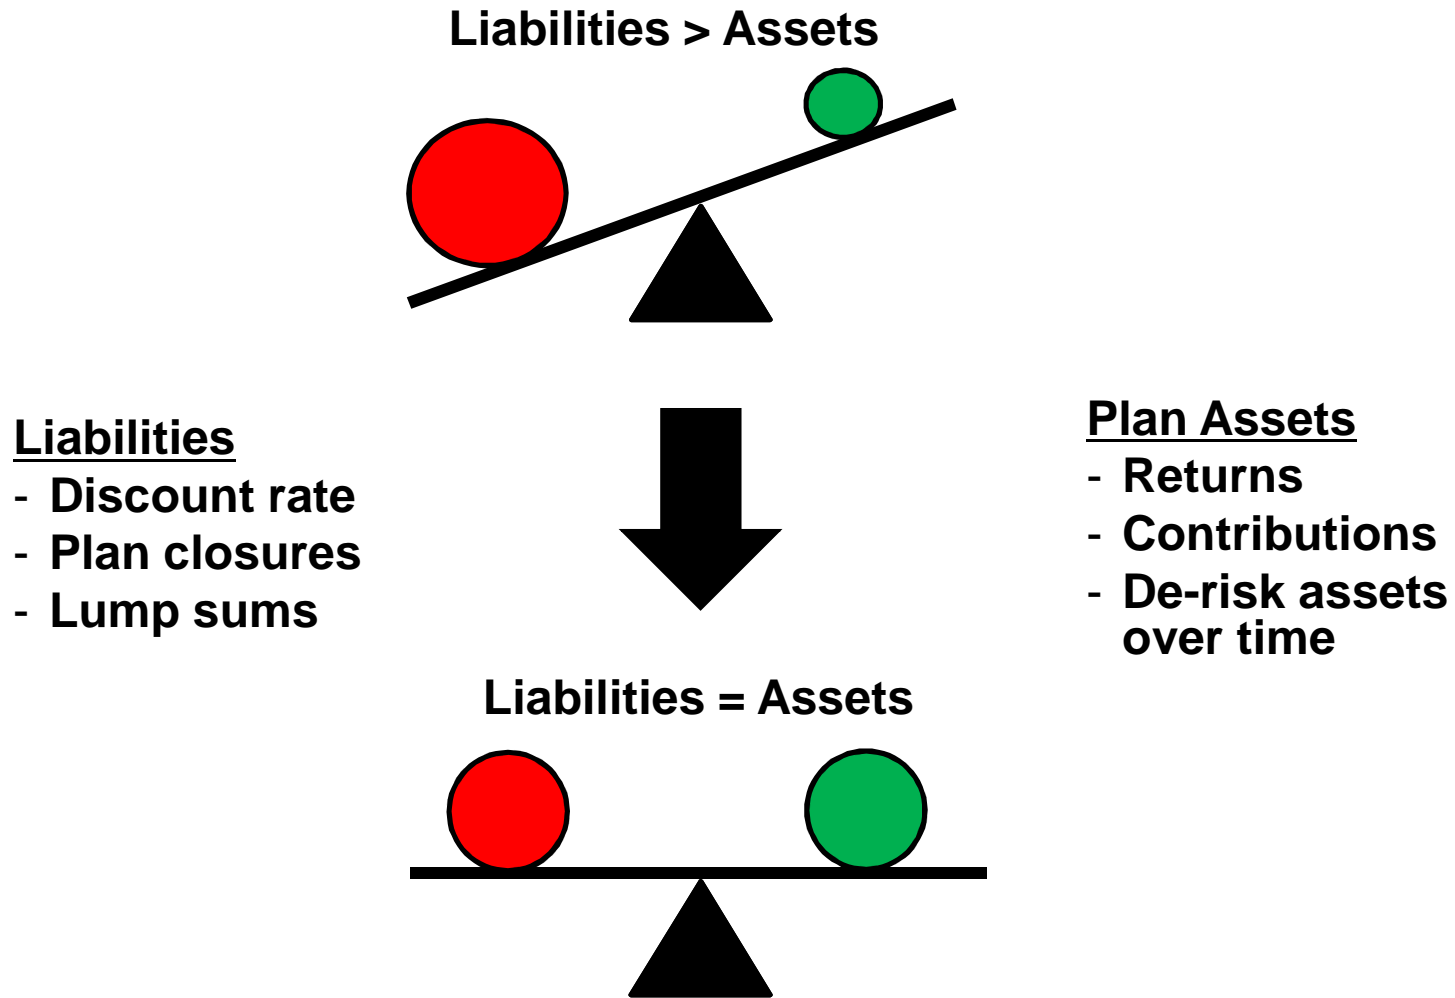 Liabilities > Assets
Liabilities
- Discount rate
- Plan closures
- Lump sums
Plan Assets
- Returns
- Contributions
- De-risk assets
over time
Liabilities = Assets